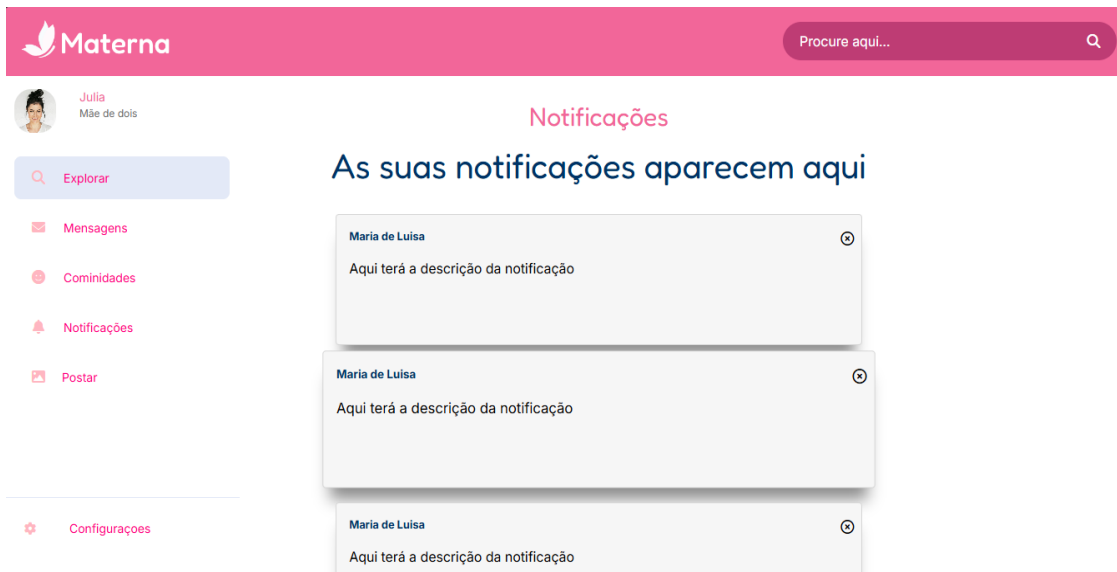 Materna
Procure aqui...
Julia
Mãe de dois
Explorar
Mensagens
Cominidades
Notificações
Postar
Configuraçoes
Notificações
As suas notificações aparecem aqui
Maria de Luisa
Aqui terá a descrição da notificação
Maria de Luisa
Aqui terá a descrição da notificação
Maria de Luisa
Aqui terá a descrição da notificação